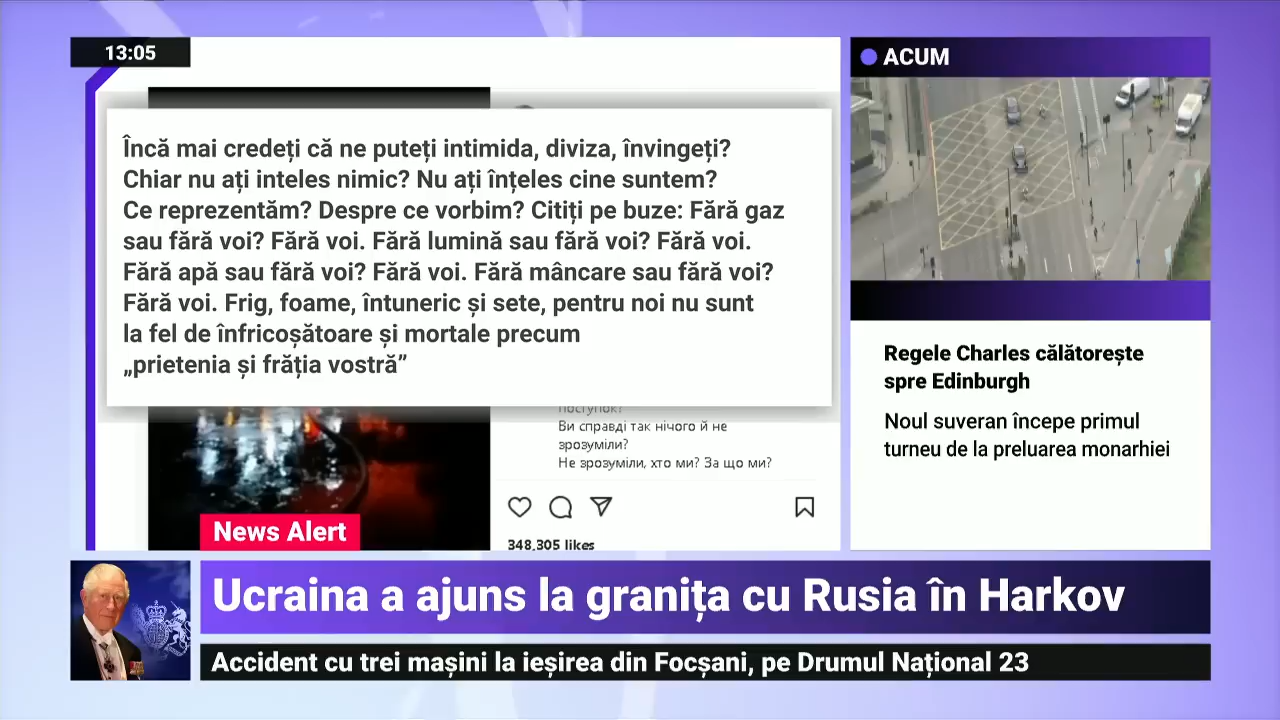 13:05
Încă mai credeți că ne puteți intimida, diviza, învingeți?
Chiar nu ați inteles nimic? Nu ați înțeles cine suntem?
Ce reprezentăm? Despre ce vorbim? Citiți pe buze: Fără gaz
sau fără voi? Fără voi. Fără lumină sau fără voi? Fără voi.
Fără apă sau fără voi? Fără voi. Fără mâncare sau fără voi?
Fără voi. Frig, foame, întuneric și sete, pentru noi nu sunt
la fel de înfricoșătoare și mortale precum
„prietenia și frăția vostră”
поступок?
Ви справді так нічого й не
зрозуміли?
Не зрозуміли, хто ми? За що ми?
348,305 likes
ACUM
Regele Charles călătorește
spre Edinburgh
Noul suveran începe primul
turneu de la preluarea monarhiei
News Alert
Ucraina a ajuns la granița cu Rusia în Harkov
Accident cu trei mașini la ieșirea din Focșani, pe Drumul Național 23